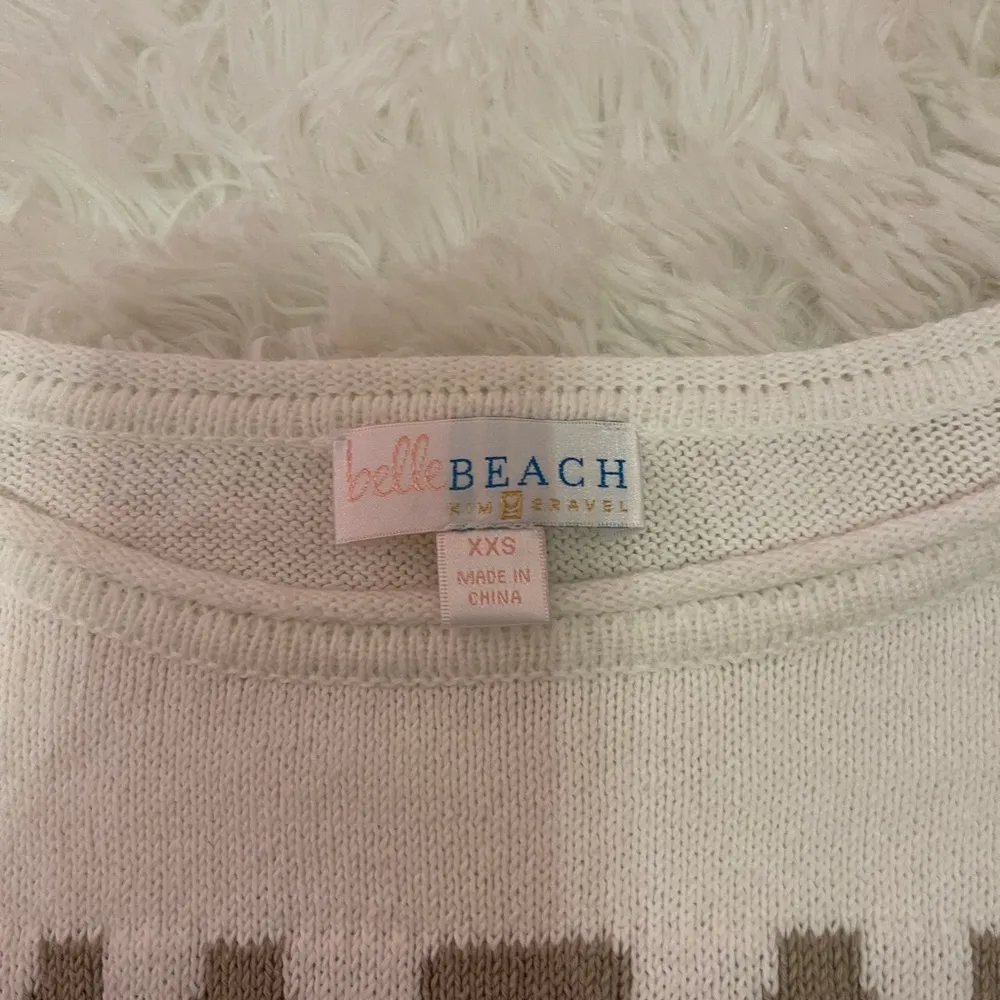 belle BEACH
KIM GRAVEL
XXS
MADE IN
CHINA